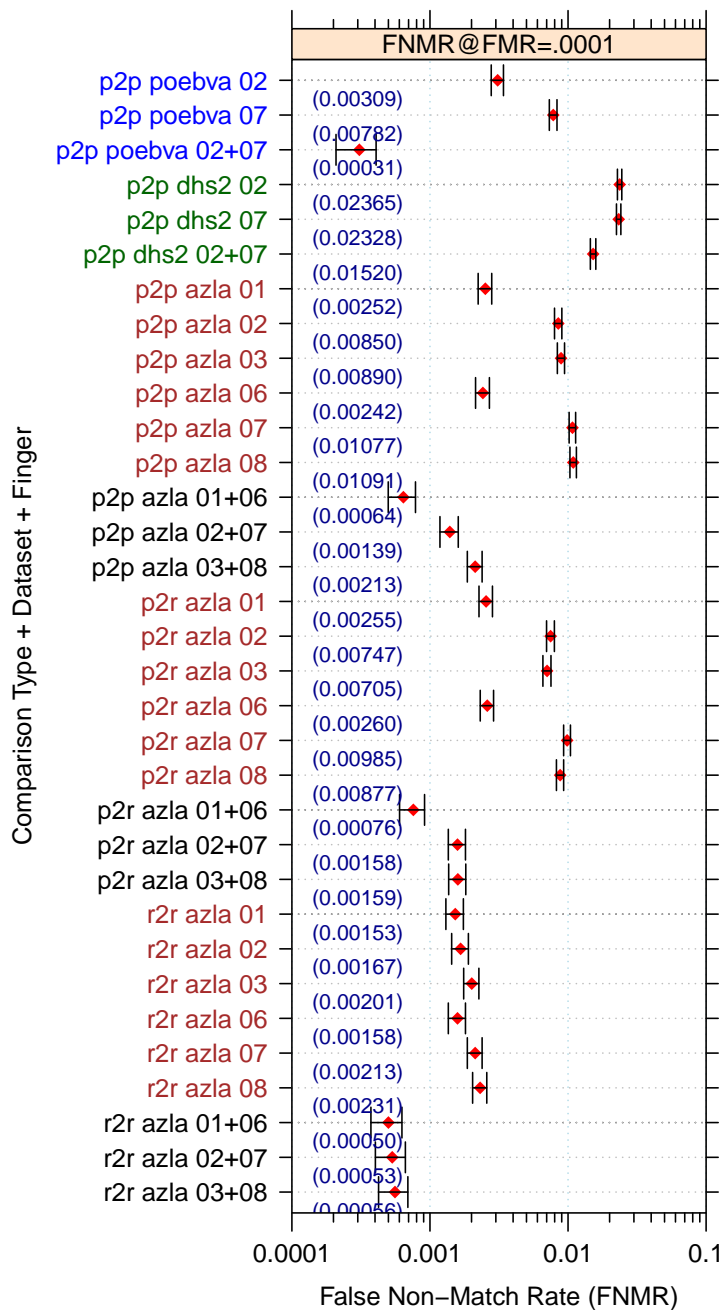 FNMR@FMR=.0001
p2p poebva 02
(0.00309)
p2p poebva 07
(0.00782)
p2p poebva 02+07
(0.00031)
p2p dhs2 02
(0.02365)
p2p dhs2 07
(0.02328)
p2p dhs2 02+07
(0.01520)
p2p azla 01
(0.00252)
p2p azla 02
(0.00850)
p2p azla 03
(0.00890)
p2p azla 06
(0.00242)
p2p azla 07
(0.01077)
p2p azla 08
(0.01091)
p2p azla 01+06
(0.00064)
p2p azla 02+07
(0.00139)
p2p azla 03+08
(0.00213)
p2r azla 01
(0.00255)
p2r azla 02
(0.00747)
p2r azla 03
(0.00705)
p2r azla 06
(0.00260)
p2r azla 07
(0.00985)
p2r azla 08
(0.00877)
p2r azla 01+06
(0.00076)
p2r azla 02+07
(0.00158)
p2r azla 03+08
(0.00159)
r2r azla 01
(0.00153)
r2r azla 02
(0.00167)
r2r azla 03
(0.00201)
r2r azla 06
(0.00158)
r2r azla 07
(0.00213)
r2r azla 08
(0.00231)
r2r azla 01+06
(0.00050)
r2r azla 02+07
(0.00053)
r2r azla 03+08
(0.00056)
0.0001 0.001 0.01 0.1
False Non−Match Rate (FNMR)
Comparison Type + Dataset + Finger